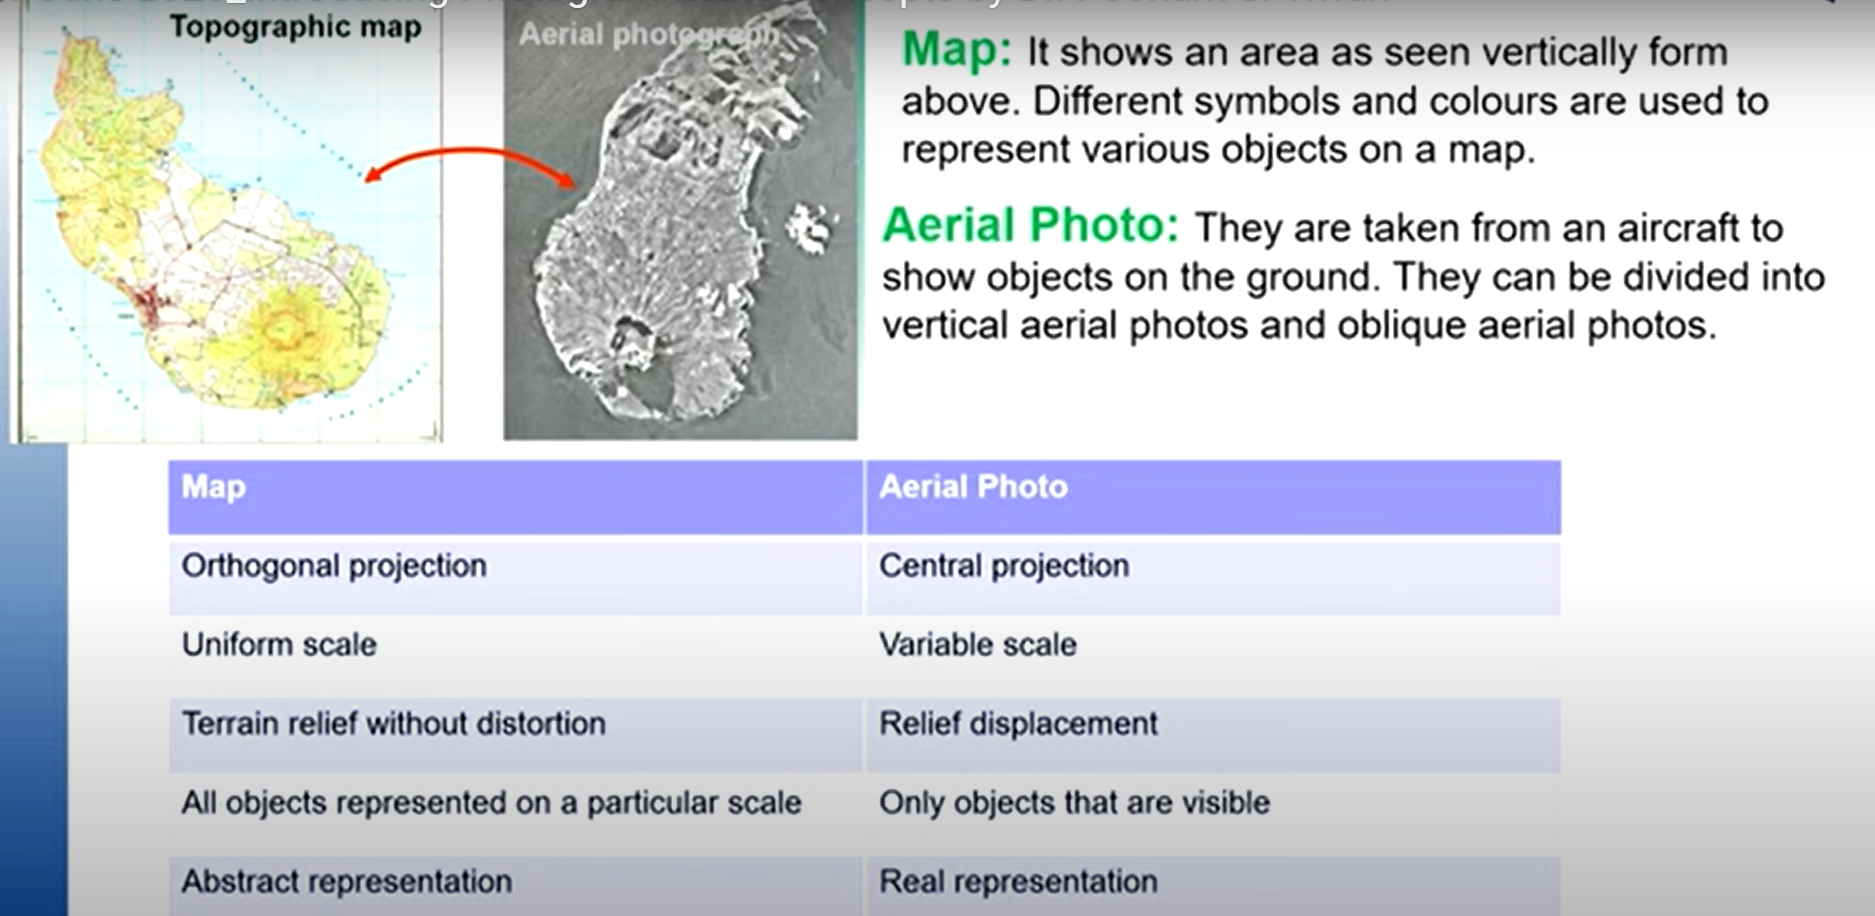 Topographic map
Aerial photograph
Map: It shows an area as seen vertically form
above. Different symbols and colours are used to
represent various objects on a map.
Aerial Photo: They are taken from an aircraft to
show objects on the ground. They can be divided into
vertical aerial photos and oblique aerial photos.
Map Aerial Photo
Orthogonal projection Central projection
Uniform scale Variable scale
Terrain relief without distortion Relief displacement
All objects represented on a particular scale Only objects that are visible
Abstract representation Real representation